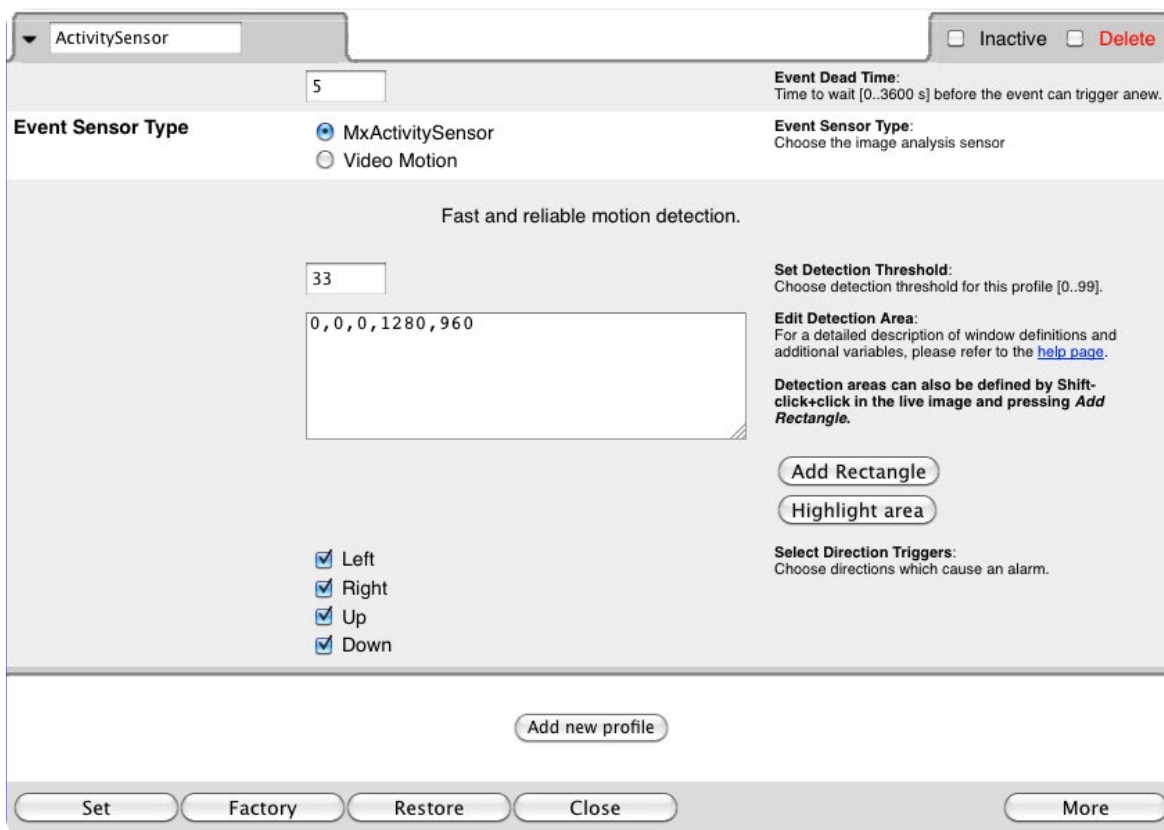 ActivitySensor
Inactive
Delete
5
Event Dead Time:
Time to wait [0..3600 s] before the event can trigger anew.
Event Sensor Type
MxActivitySensor
Video Motion
Event Sensor Type:
Choose the image analysis sensor
Fast and reliable motion detection.
33
Set Detection Threshold:
Choose detection threshold for this profile [0..99].
0,0,0,1280,960
Edit Detection Area:
For a detailed description of window definitions and
additional variables, please refer to the help page.
Detection areas can also be defined by Shift-
click+click in the live image and pressing Add
Rectangle.
Add Rectangle
Highlight area
Left
Right
Up
Down
Select Direction Triggers:
Choose directions which cause an alarm.
Add new profile
Set
Factory
Restore
Close
More